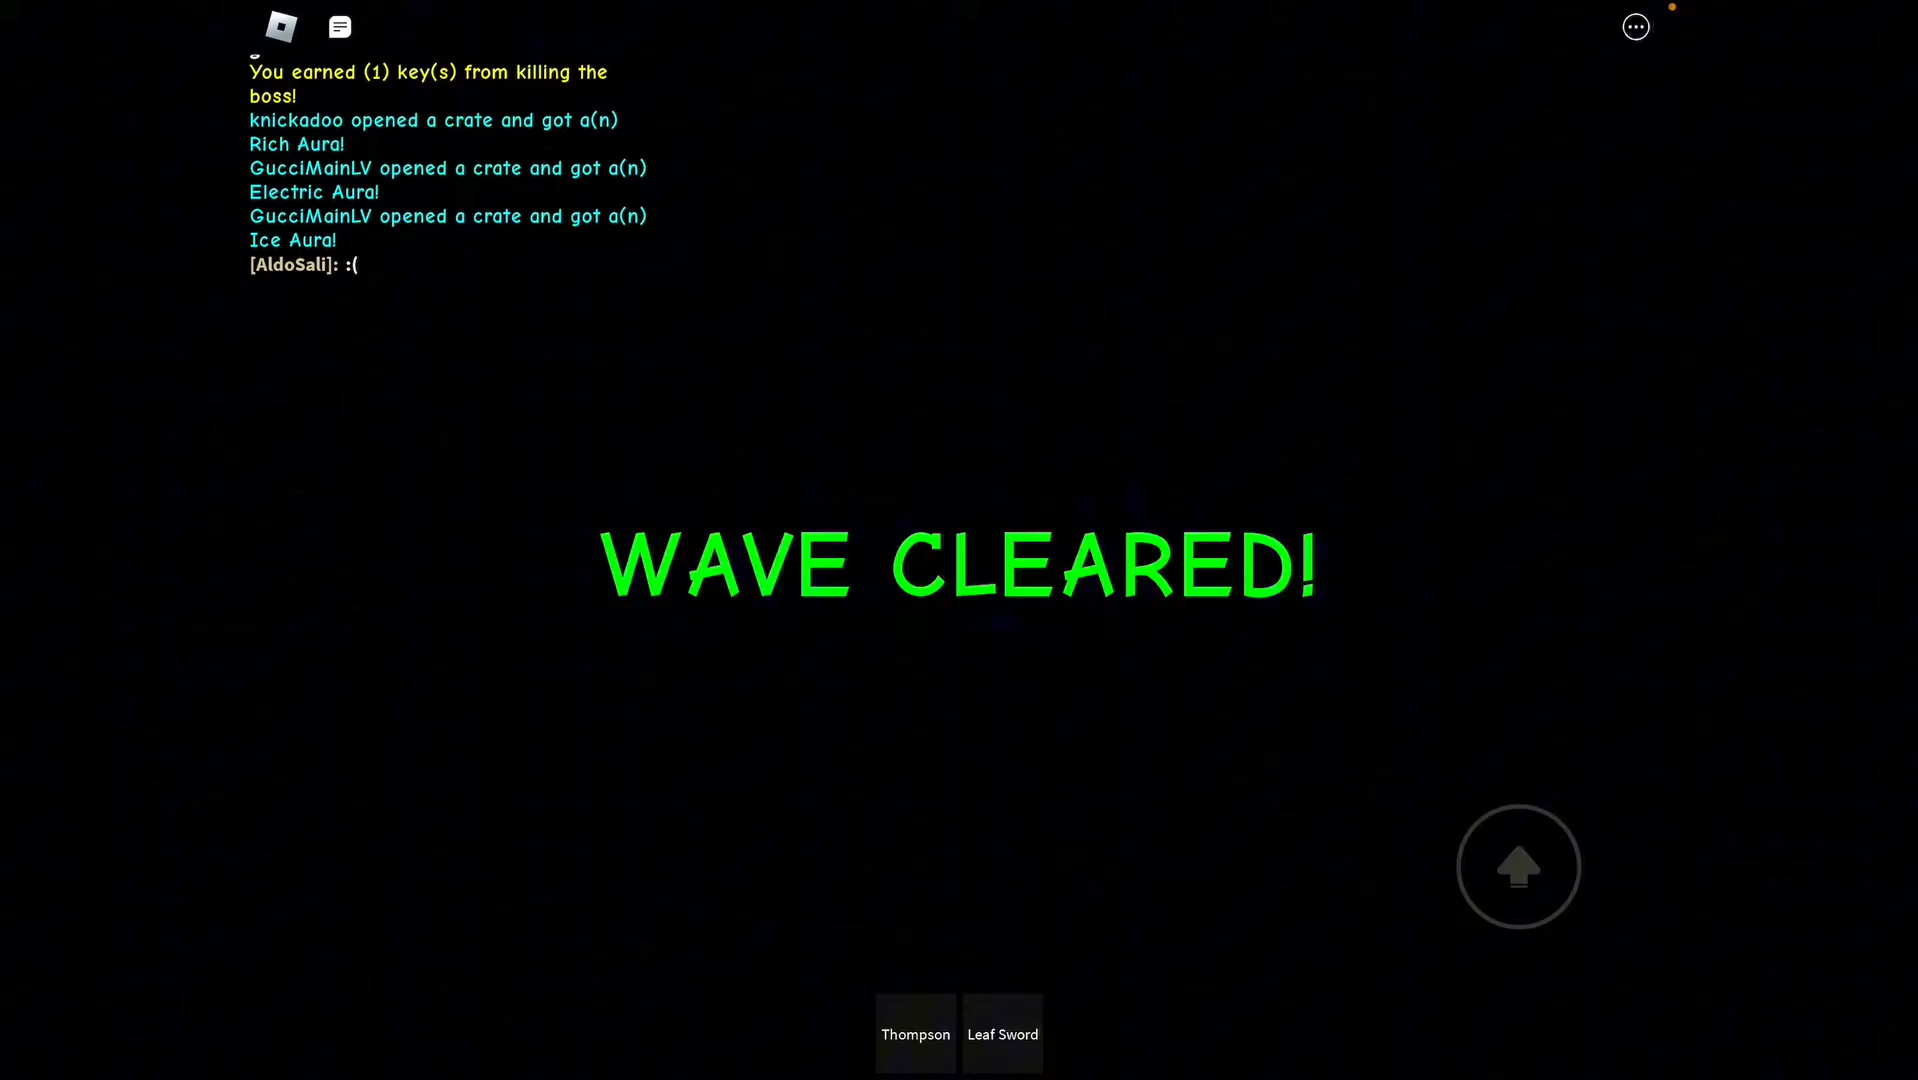 You earned (1) key(s) from killing the
boss!
knickadoo opened a crate and got a(n)
Rich Aura!
GucciMainLV opened a crate and got a(n)
Electric Aura!
GucciMainLV opened a crate and got a(n)
Ice Aura!
[AldoSali]: :(
WAVE CLEARED!
Thompson
Leaf Sword